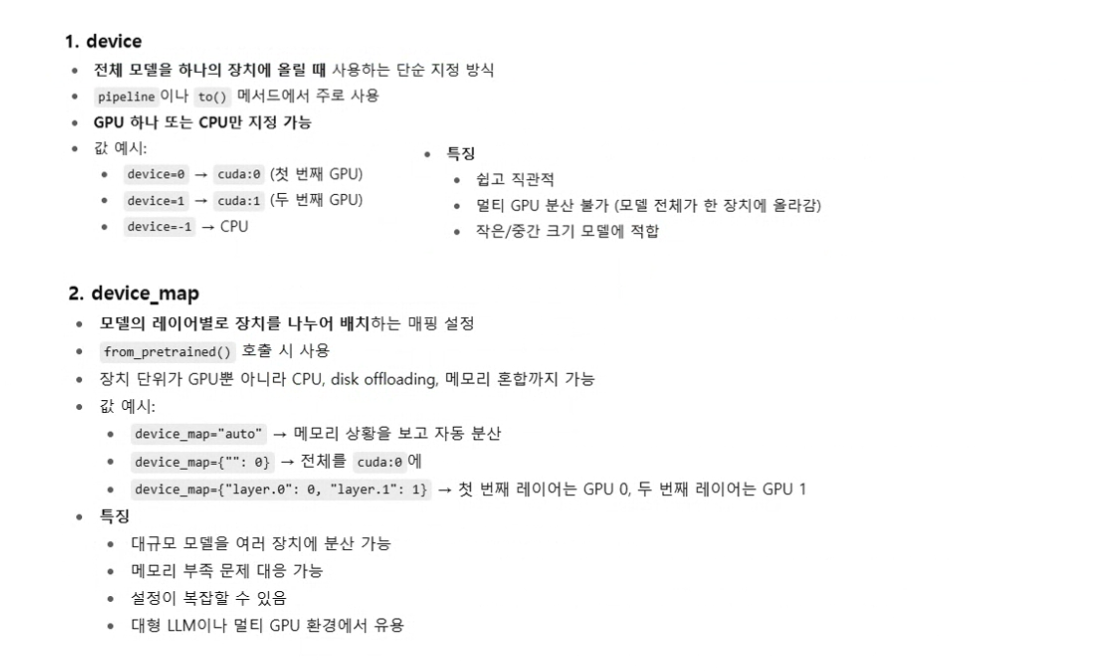 1. device
• 전체 모델을 하나의 장치에 올릴 때 사용하는 단순 지정 방식
• pipeline이나 to() 메서드에서 주로 사용
• GPU 하나 또는 CPU만 지정 가능
• 값 예시:
• device=0 → cuda:0 (첫 번째 GPU)
• device=1 → cuda:1 (두 번째 GPU)
• device=-1 → CPU
• 특징
• 쉽고 직관적
• 멀티 GPU 분산 불가 (모델 전체가 한 장치에 올라감)
• 작은/중간 크기 모델에 적합
2. device_map
• 모델의 레이어별로 장치를 나누어 배치하는 매핑 설정
• from_pretrained() 호출 시 사용
• 장치 단위가 GPU뿐 아니라 CPU, disk offloading, 메모리 혼합까지 가능
• 값 예시:
• device_map="auto" → 메모리 상황을 보고 자동 분산
• device_map={"": 0} → 전체를 cuda:0에
• device_map={"layer.0": 0, "layer.1": 1} → 첫 번째 레이어는 GPU 0, 두 번째 레이어는 GPU 1
• 특징
• 대규모 모델을 여러 장치에 분산 가능
• 메모리 부족 문제 대응 가능
• 설정이 복잡할 수 있음
• 대형 LLM이나 멀티 GPU 환경에서 유용